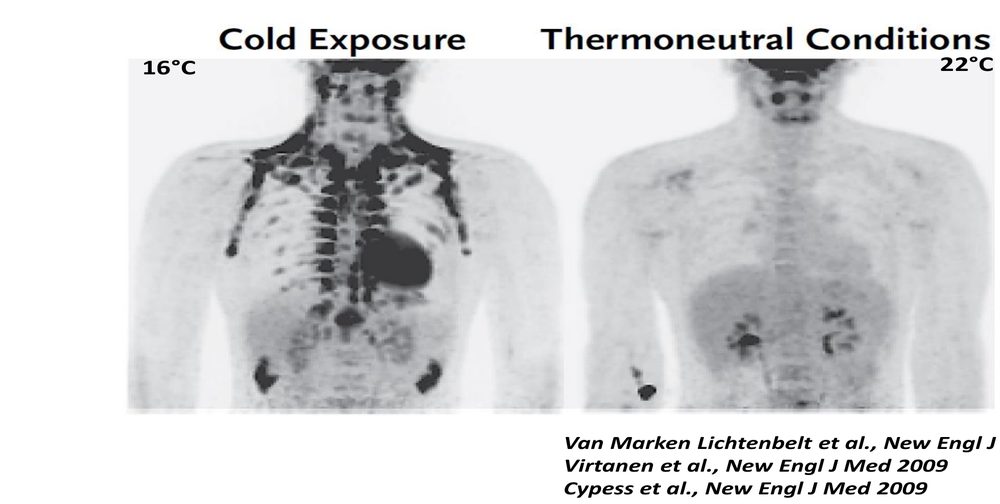 Cold Exposure
Thermoneutral Conditions
16°C
22°C
Van Marken Lichtenbelt et al., New Engl J
Virtanen et al., New Engl J Med 2009
Cypess et al., New Engl J Med 2009